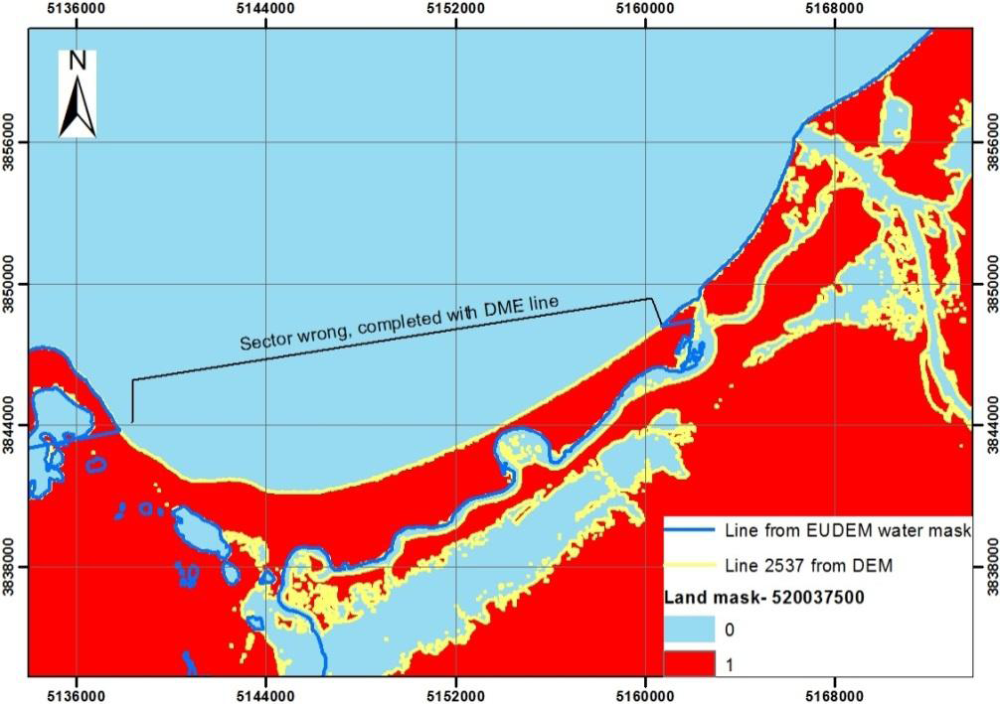 5136000 5144000 5152000 5160000 5168000
N
3856000 3856000
3850000 3850000
Sector wrong, completed with DME line
3844000 3844000
3838000 3838000
Line from EUDEM water mask
Line 2537 from DEM
Land mask- 520037500
0
1
5136000 5144000 5152000 5160000 5168000